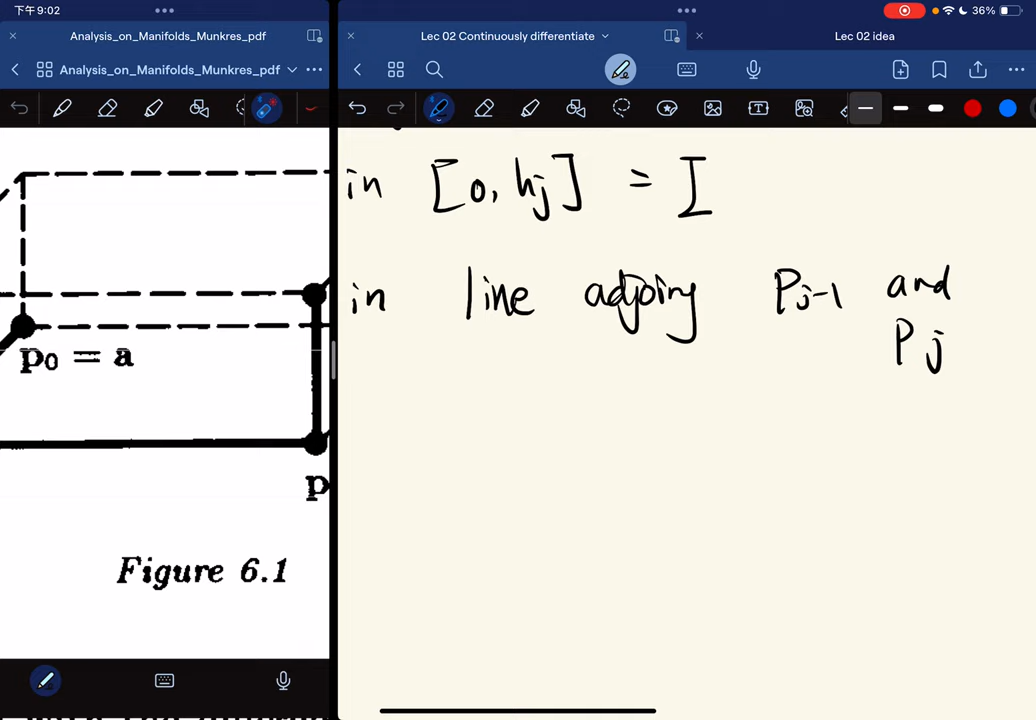 下午9:02
36%
Analysis_on_Manifolds_Munkres_pdf
Lec 02 Continuously differentiate
Lec 02 idea
Analysis_on_Manifolds_Munkres_pdf
in [0, hj] = I
in line adjoing Pj-1 and
Pj
p₀ = a
p
Figure 6.1